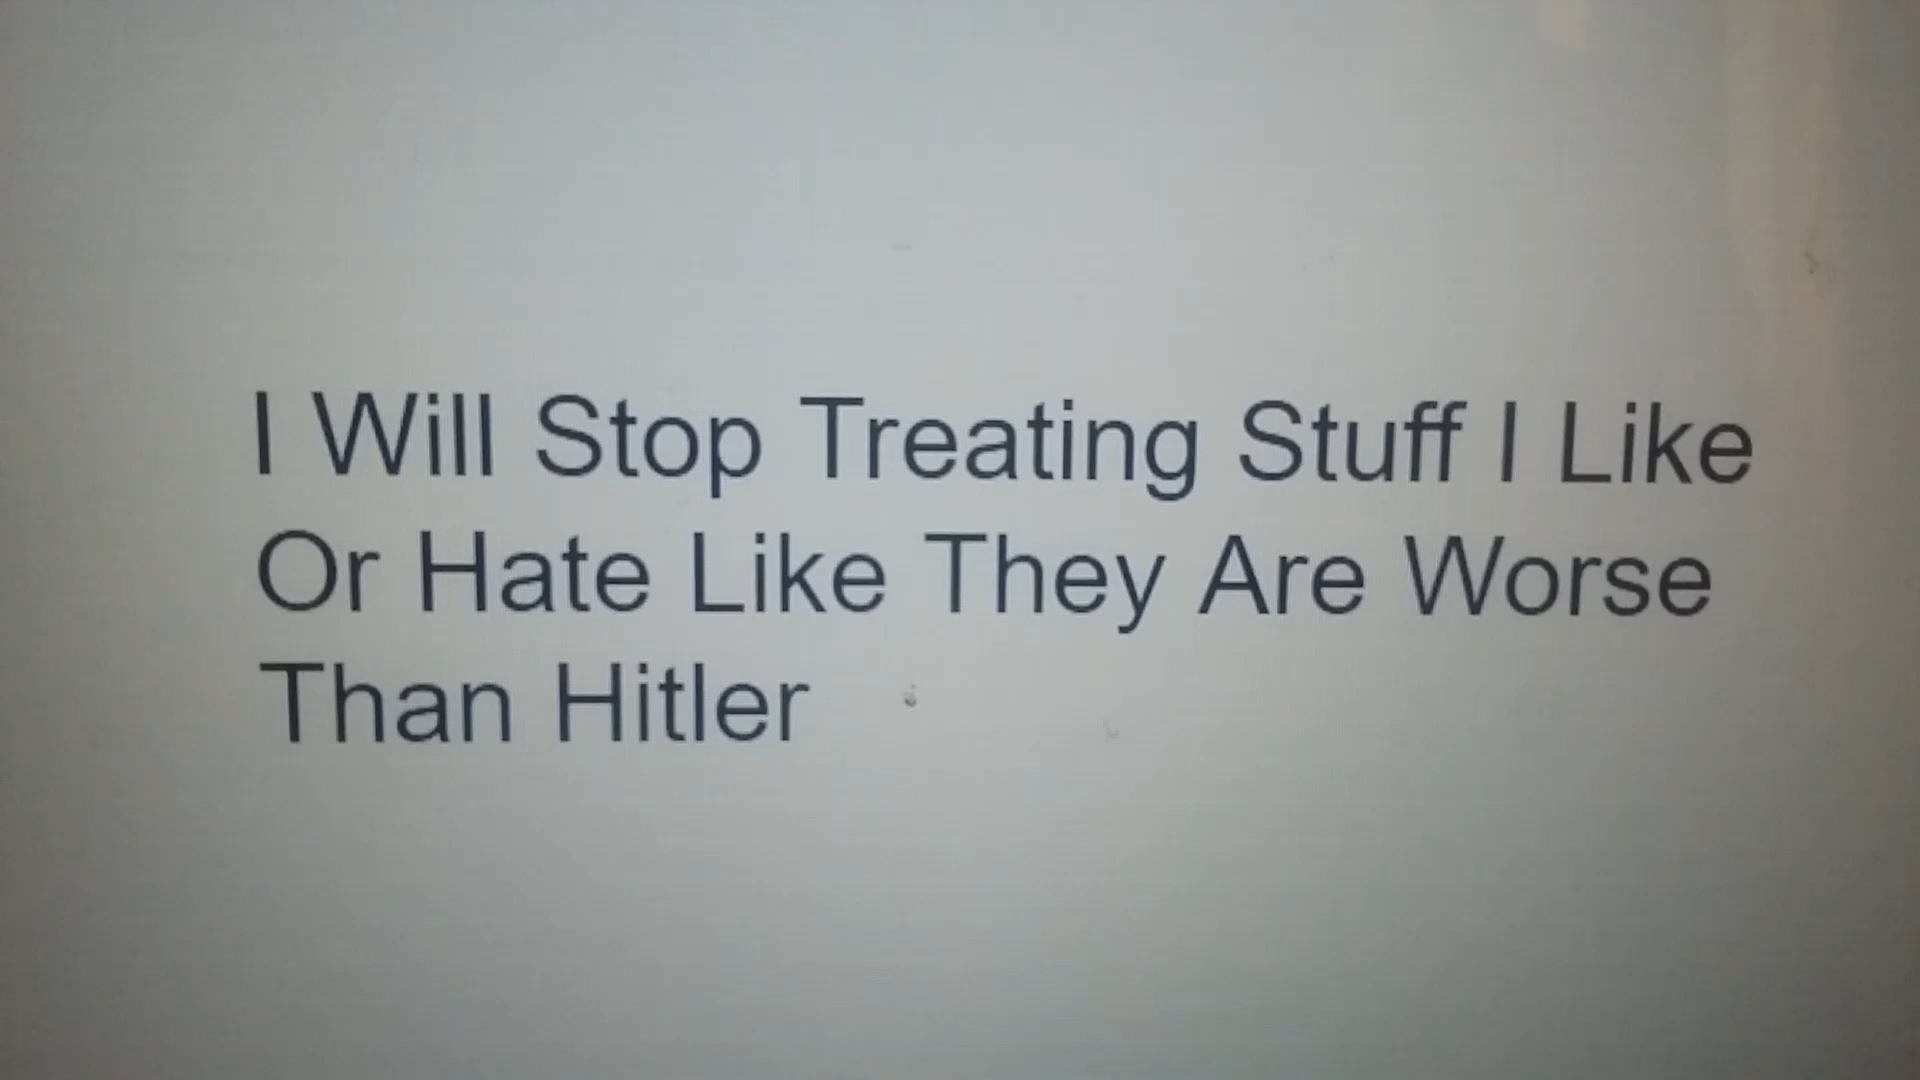 I Will Stop Treating Stuff I Like
Or Hate Like They Are Worse
Than Hitler